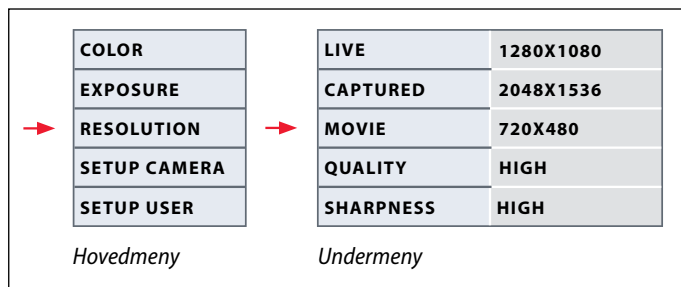 COLOR
EXPOSURE
RESOLUTION
SETUP CAMERA
SETUP USER
Hovedmeny
LIVE 1280X1080
CAPTURED 2048X1536
MOVIE 720X480
QUALITY HIGH
SHARPNESS HIGH
Undermeny